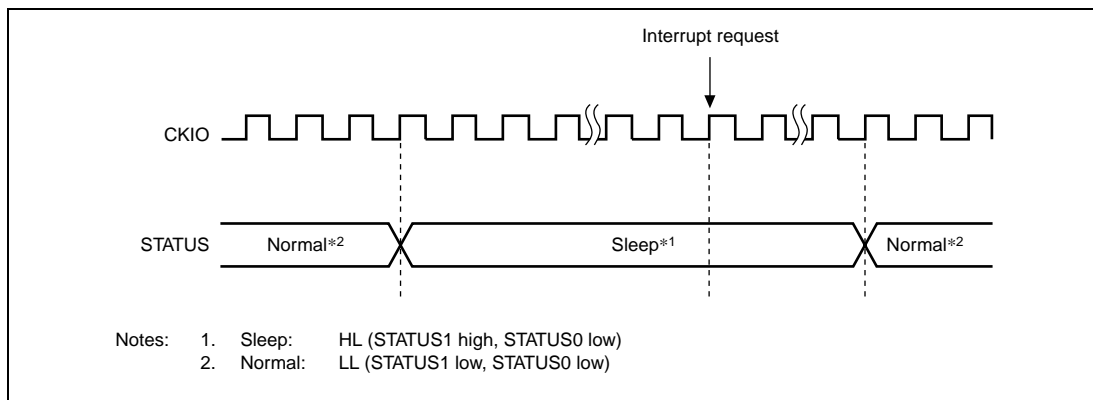 Interrupt request
CKIO
STATUS Normal*2 Sleep*1 Normal*2
Notes: 1. Sleep: HL (STATUS1 high, STATUS0 low)
2. Normal: LL (STATUS1 low, STATUS0 low)